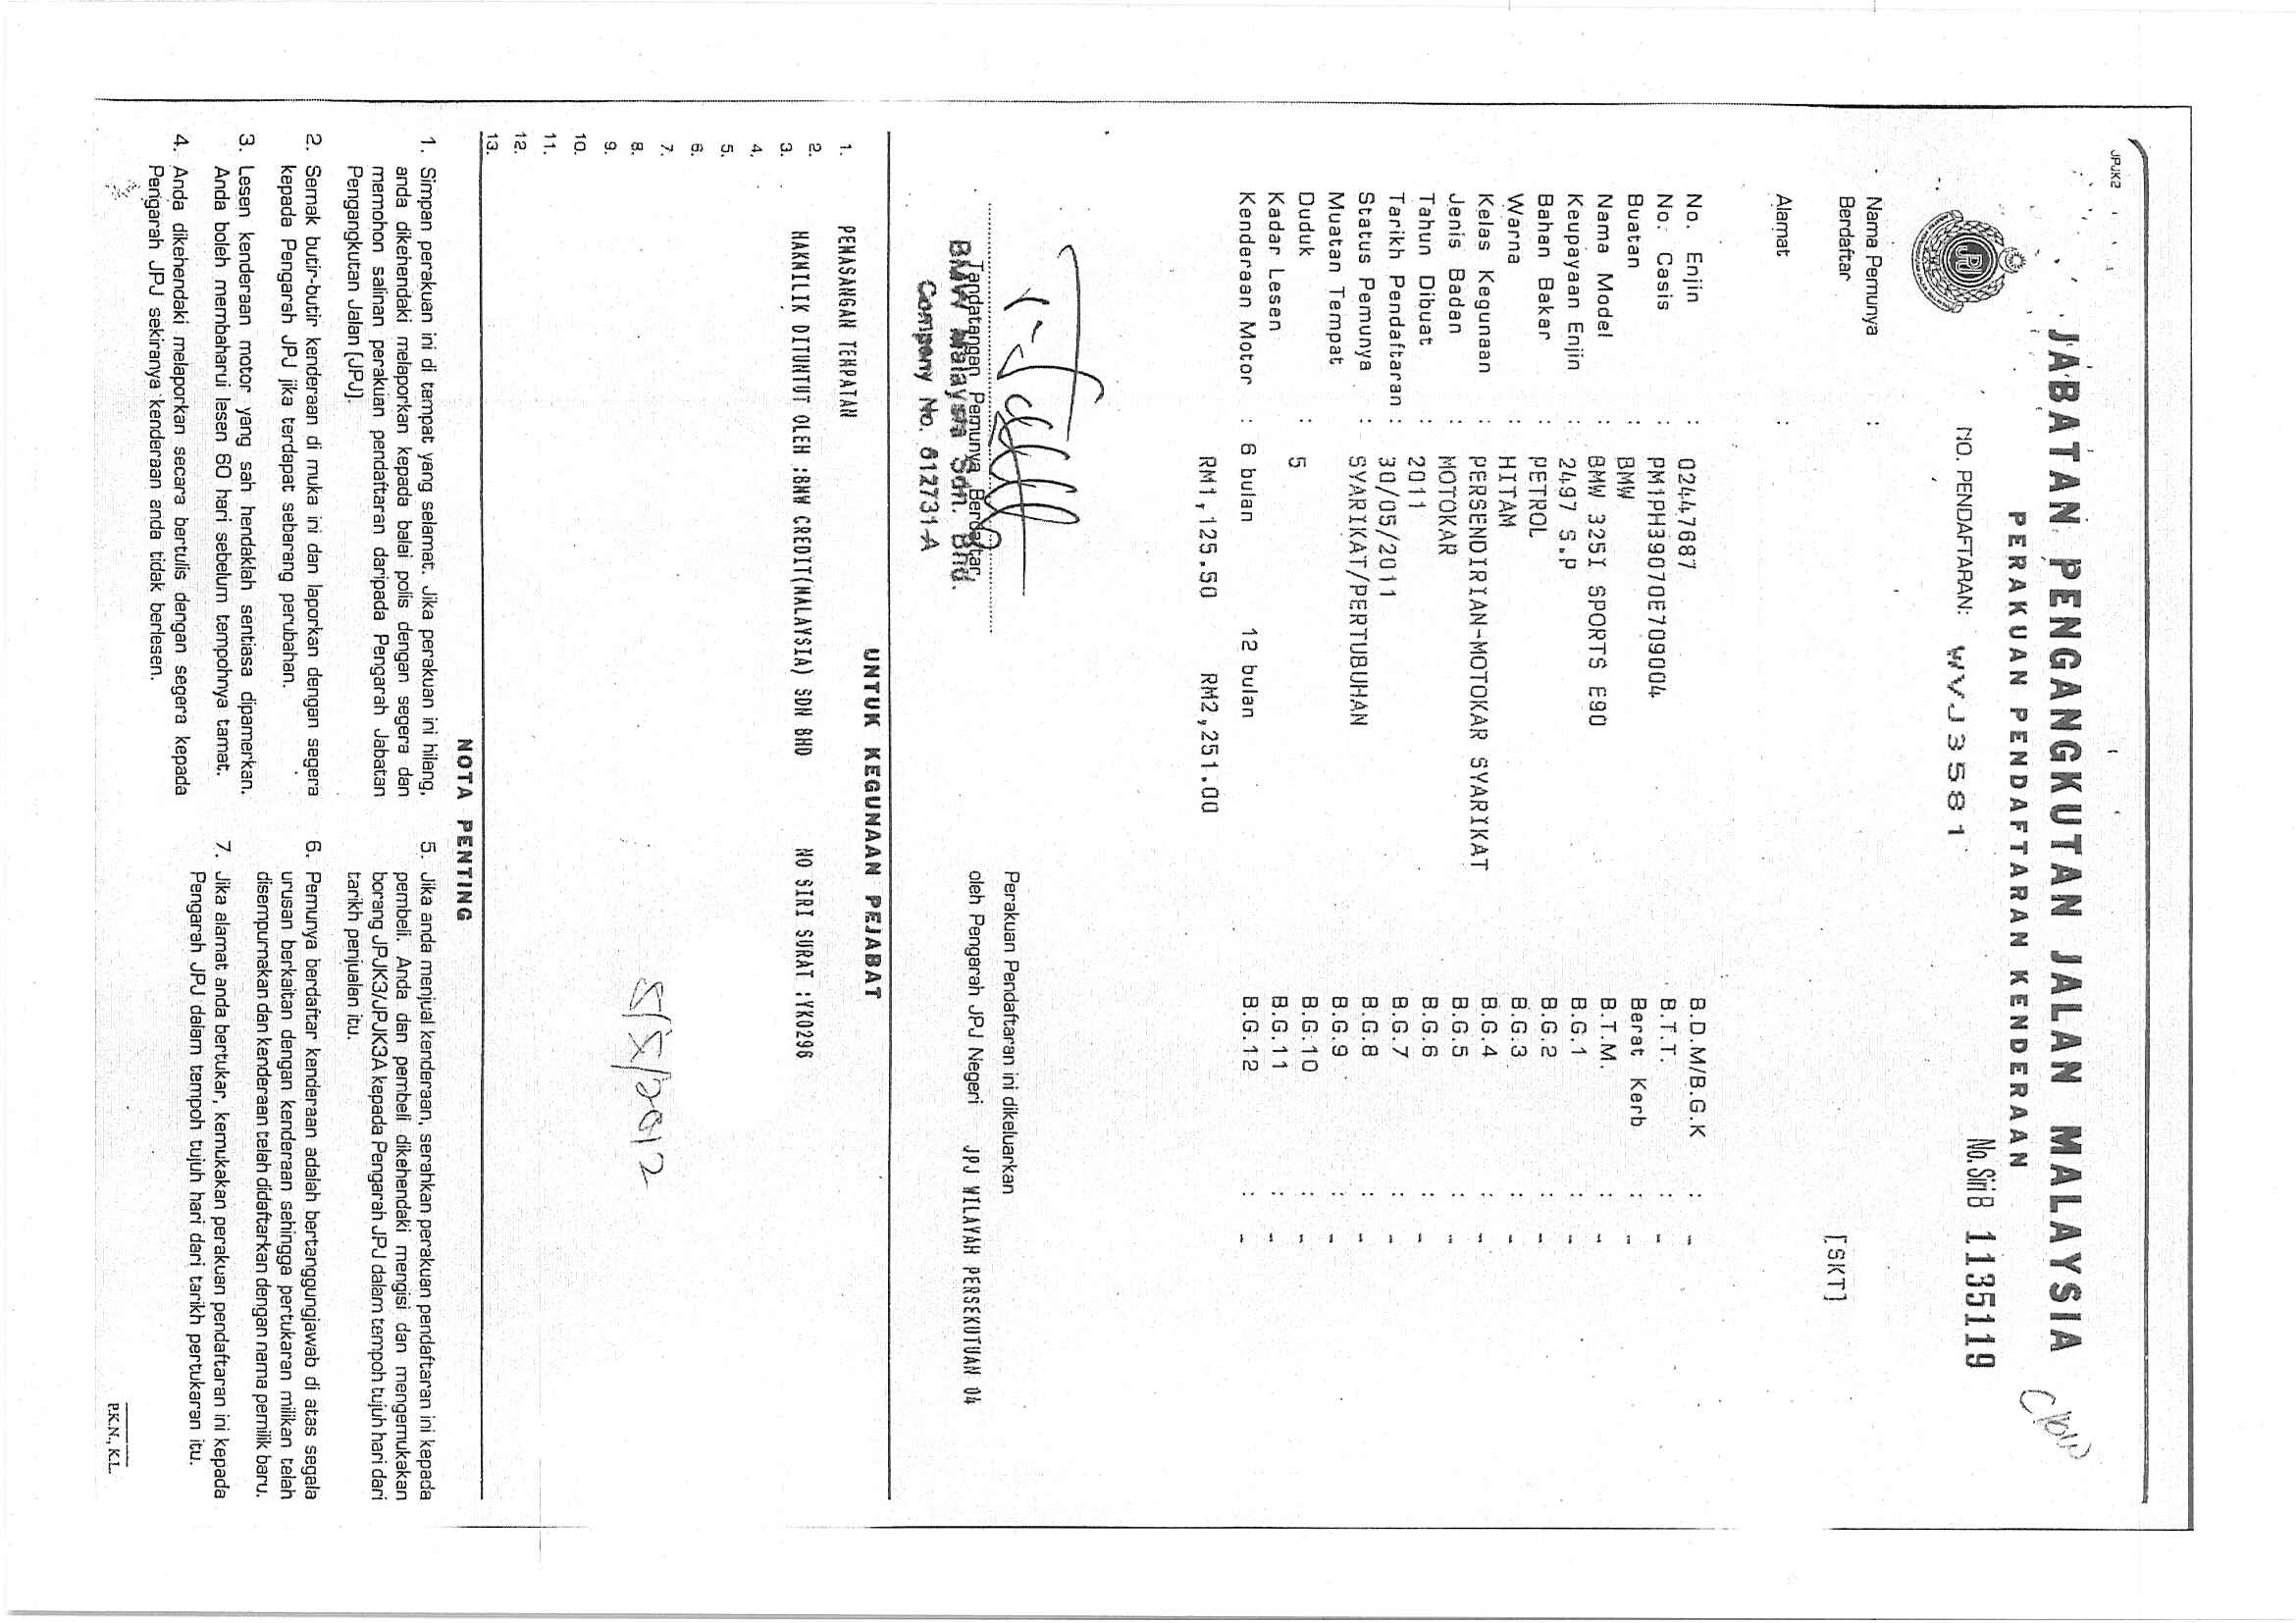 JPJK2
JABATAN PENGANGKUTAN JALAN MALAYSIA
PERAKUAN PENDAFTARAN KENDERAAN
No. Siri B 1135119
NO. PENDAFTARAN: WVJ3581
Nama Pemunya :
Berdaftar
[SKT]
Alamat :
No. Enjin : 02447687 B.D.M/B.G.K : -
No. Casis : PM1PH39070E709004 B.T.T. : -
Buatan : BMW Berat Kerb : -
Nama Model : BMW 325I SPORTS E90 B.T.M. : -
Keupayaan Enjin : 2497 S.P B.G.1 : -
Bahan Bakar : PETROL B.G.2 : -
Warna : HITAM B.G.3 : -
Kelas Kegunaan : PERSENDIRIAN-MOTOKAR SYARIKAT B.G.4 : -
Jenis Badan : MOTOKAR B.G.5 : -
Tahun Dibuat : 2011 B.G.6 : -
Tarikh Pendaftaran : 30/05/2011 B.G.7 : -
Status Pemunya : SYARIKAT/PERTUBUHAN B.G.8 : -
Muatan Tempat B.G.9 : -
Duduk : 5 B.G.10 : -
Kadar Lesen B.G.11 : -
Kenderaan Motor : 6 bulan 12 bulan B.G.12 : -
RM1,125.50 RM2,251.00
Perakuan Pendaftaran ini dikeluarkan
oleh Pengarah JPJ Negeri JPJ WILAYAH PERSEKUTUAN 04
Tandatangan Pemunya Berdaftar
BMW Malaysia Sdn. Bhd.
Company No. 612731-A
UNTUK KEGUNAAN PEJABAT
1. PEMASANGAN TEMPATAN
2.
HAKMILIK DITUNTUT OLEH :BMW CREDIT(MALAYSIA) SDN BHD NO SIRI SURAT :YK0296
3.
4.
5.
6.
7.
5/5/2012
8.
9.
10.
11.
12.
13.
NOTA PENTING
1. Simpan perakuan ini di tempat yang selamat. Jika perakuan ini hilang,
anda dikehendaki melaporkan kepada balai polis dengan segera dan
memohon salinan perakuan pendaftaran daripada Pengarah Jabatan
Pengangkutan Jalan (JPJ).
2. Semak butir-butir kenderaan di muka ini dan laporkan dengan segera
kepada Pengarah JPJ jika terdapat sebarang perubahan.
3. Lesen kenderaan motor yang sah hendaklah sentiasa dipamerkan.
Anda boleh membaharui lesen 60 hari sebelum tempohnya tamat.
4. Anda dikehendaki melaporkan secara bertulis dengan segera kepada
Pengarah JPJ sekiranya kenderaan anda tidak berlesen.
5. Jika anda menjual kenderaan, serahkan perakuan pendaftaran ini kepada
pembeli. Anda dan pembeli dikehendaki mengisi dan mengemukakan
borang JPJK3/JPJK3A kepada Pengarah JPJ dalam tempoh tujuh hari dari
tarikh penjualan itu.
6. Pemunya berdaftar kenderaan adalah bertanggungjawab di atas segala
urusan berkaitan dengan kenderaan sehingga pertukaran milikan telah
disempurnakan dan kenderaan telah didaftarkan dengan nama pemilik baru.
7. Jika alamat anda bertukar, kemukakan perakuan pendaftaran ini kepada
Pengarah JPJ dalam tempoh tujuh hari dari tarikh pertukaran itu.
P.K.N., K.L.